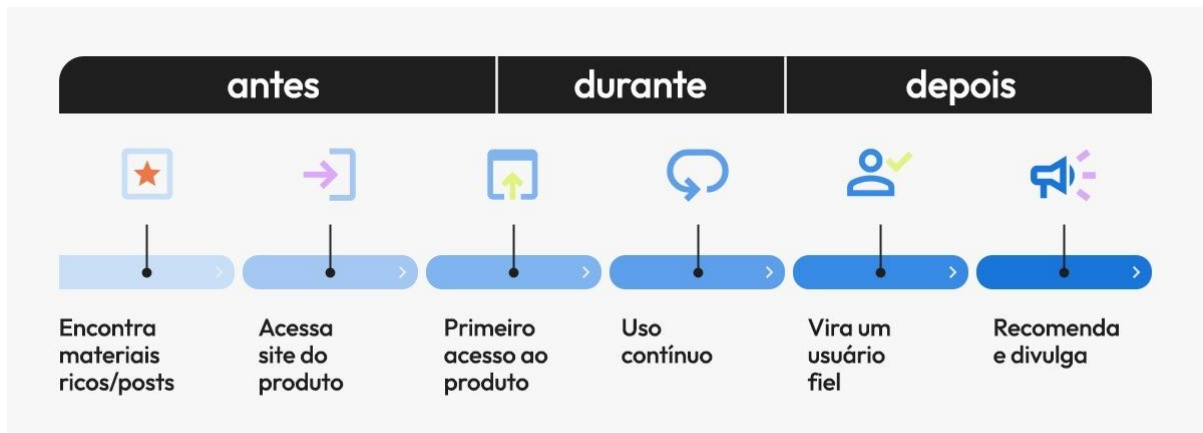 antes
durante
depois
Encontra
materiais
ricos/posts
Acessa
site do
produto
Primeiro
acesso ao
produto
Uso
contínuo
Vira um
usuário
fiel
Recomenda
e divulga